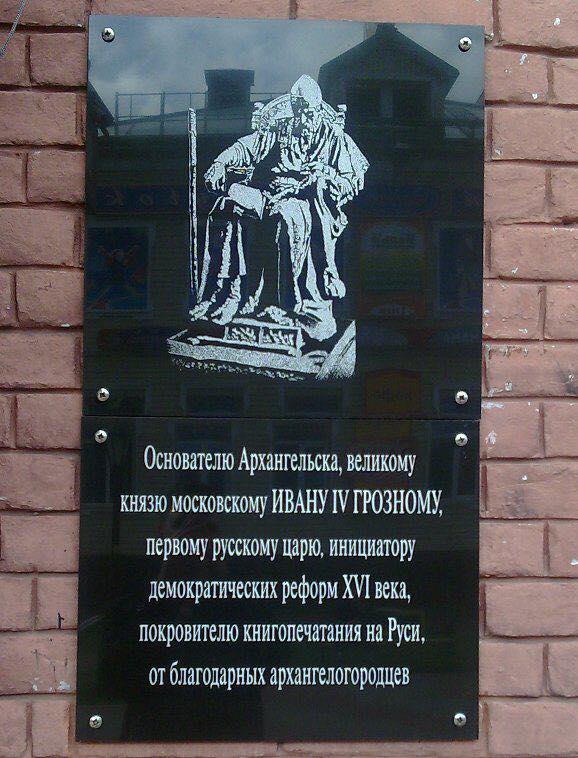 Основателю Архангельска, великому
князю московскому ИВАНУ IV ГРОЗНОМУ,
первому русскому царю, инициатору
демократических реформ XVI века,
покровителю книгопечатания на Руси,
от благодарных архангелогородцев